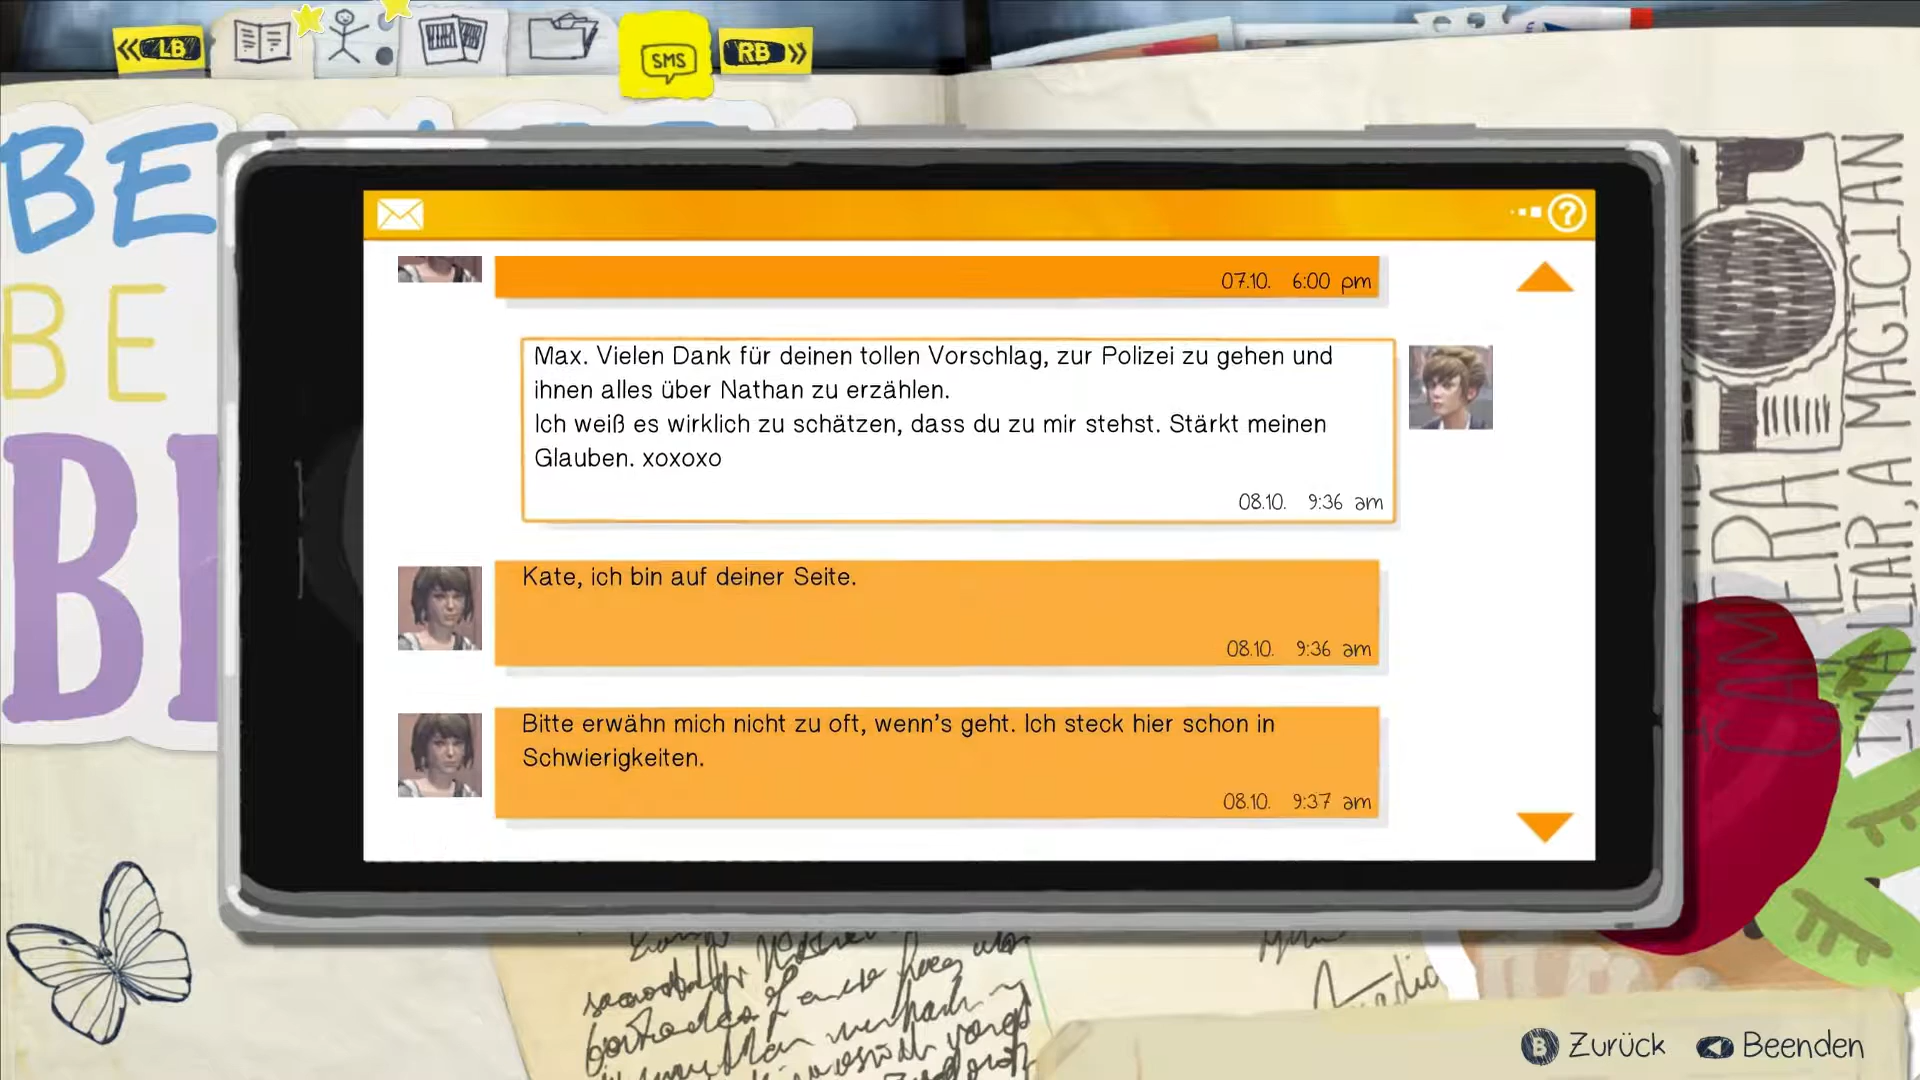 LB
SMS
RB
BE
BE
07.10. 6:00 pm
Max. Vielen Dank für deinen tollen Vorschlag, zur Polizei zu gehen und
ihnen alles über Nathan zu erzählen.
Ich weiß es wirklich zu schätzen, dass du zu mir stehst. Stärkt meinen
Glauben. xoxoxo
08.10. 9:36 am
Kate, ich bin auf deiner Seite.
08.10. 9:36 am
Bitte erwähn mich nicht zu oft, wenn's geht. Ich steck hier schon in
Schwierigkeiten.
08.10. 9:37 am
CAMERA
LIAR, A MAGICIAN
B Zurück
Beenden